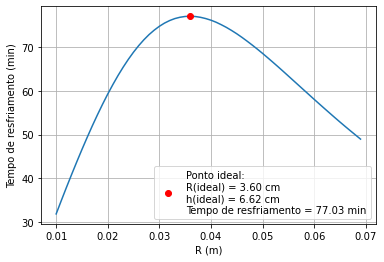 Tempo de resfriamento (min)
70
60
50
40
30
Ponto ideal:
R(ideal) = 3.60 cm
h(ideal) = 6.62 cm
Tempo de resfriamento = 77.03 min
0.01 0.02 0.03 0.04 0.05 0.06 0.07
R (m)